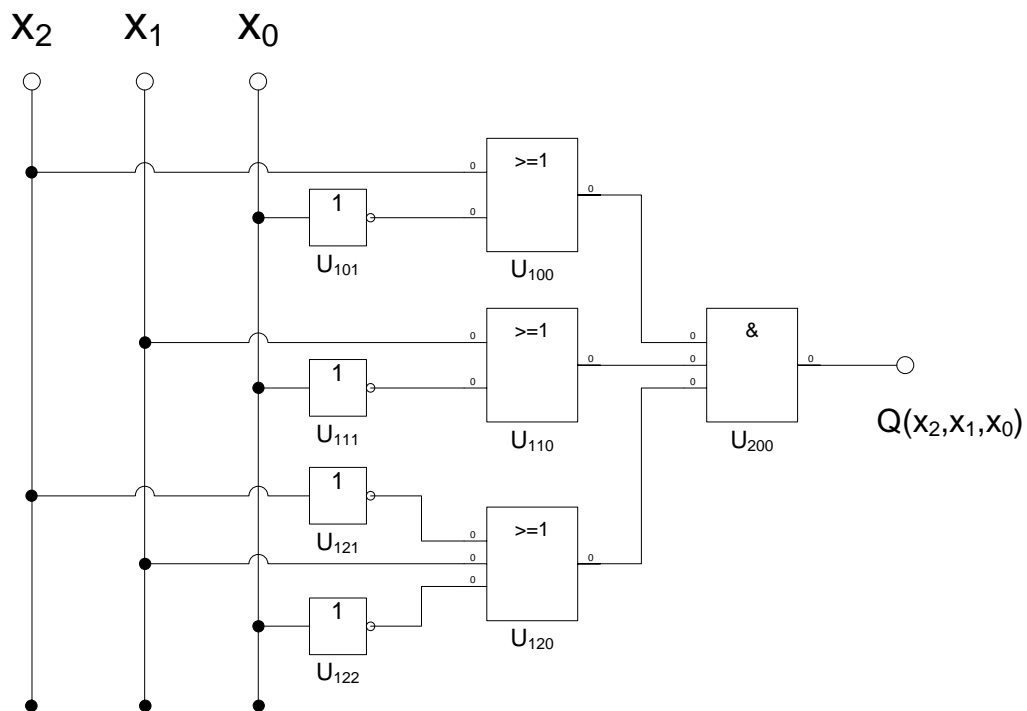 x₂ x₁ x₀
0 >=1
0
1 0
U₁₀₁ U₁₀₀
0 >=1 0 &
0 0 0
1 0 0
U₁₁₁ U₁₁₀ U₂₀₀
Q(x₂,x₁,x₀)
1
0 >=1
U₁₂₁
0 0
0
1
U₁₂₀
U₁₂₂